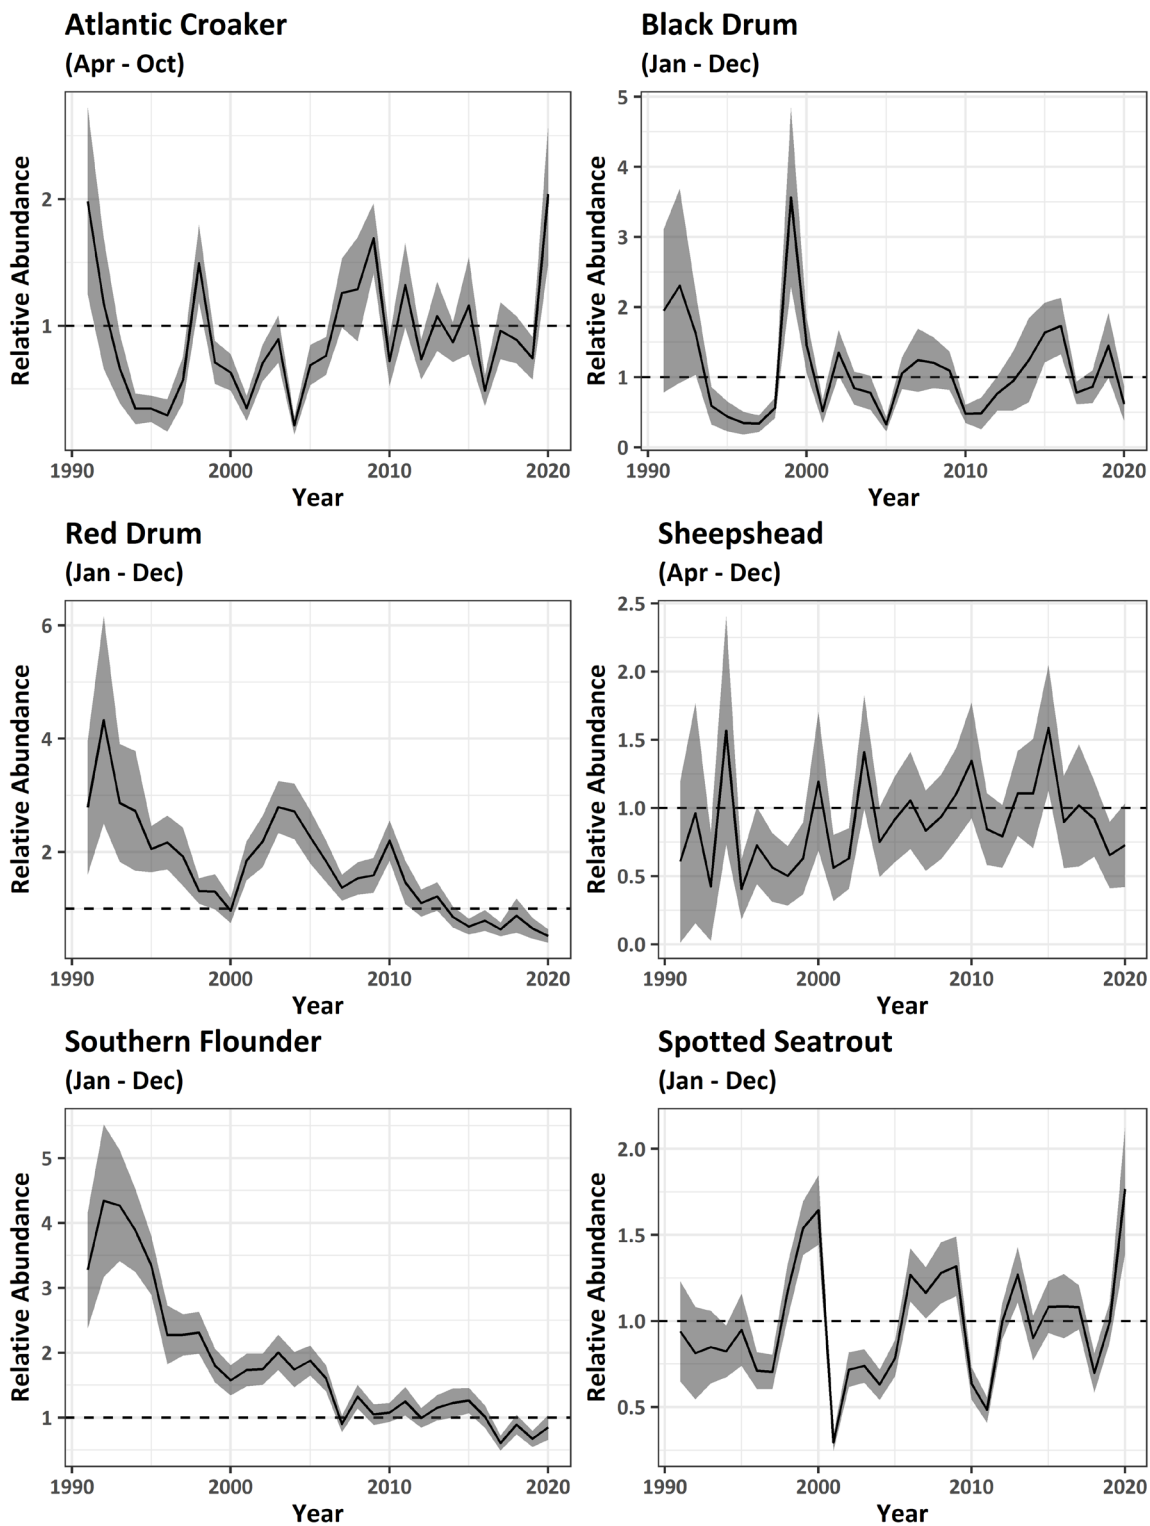 Atlantic Croaker
(Apr - Oct)
Relative Abundance
2
1
1990 2000 2010 2020
Year
Black Drum
(Jan - Dec)
Relative Abundance
5
4
3
2
1
0
1990 2000 2010 2020
Year
Red Drum
(Jan - Dec)
Relative Abundance
6
4
2
1990 2000 2010 2020
Year
Sheepshead
(Apr - Dec)
Relative Abundance
2.5
2.0
1.5
1.0
0.5
0.0
1990 2000 2010 2020
Year
Southern Flounder
(Jan - Dec)
Relative Abundance
5
4
3
2
1
1990 2000 2010 2020
Year
Spotted Seatrout
(Jan - Dec)
Relative Abundance
2.0
1.5
1.0
0.5
1990 2000 2010 2020
Year